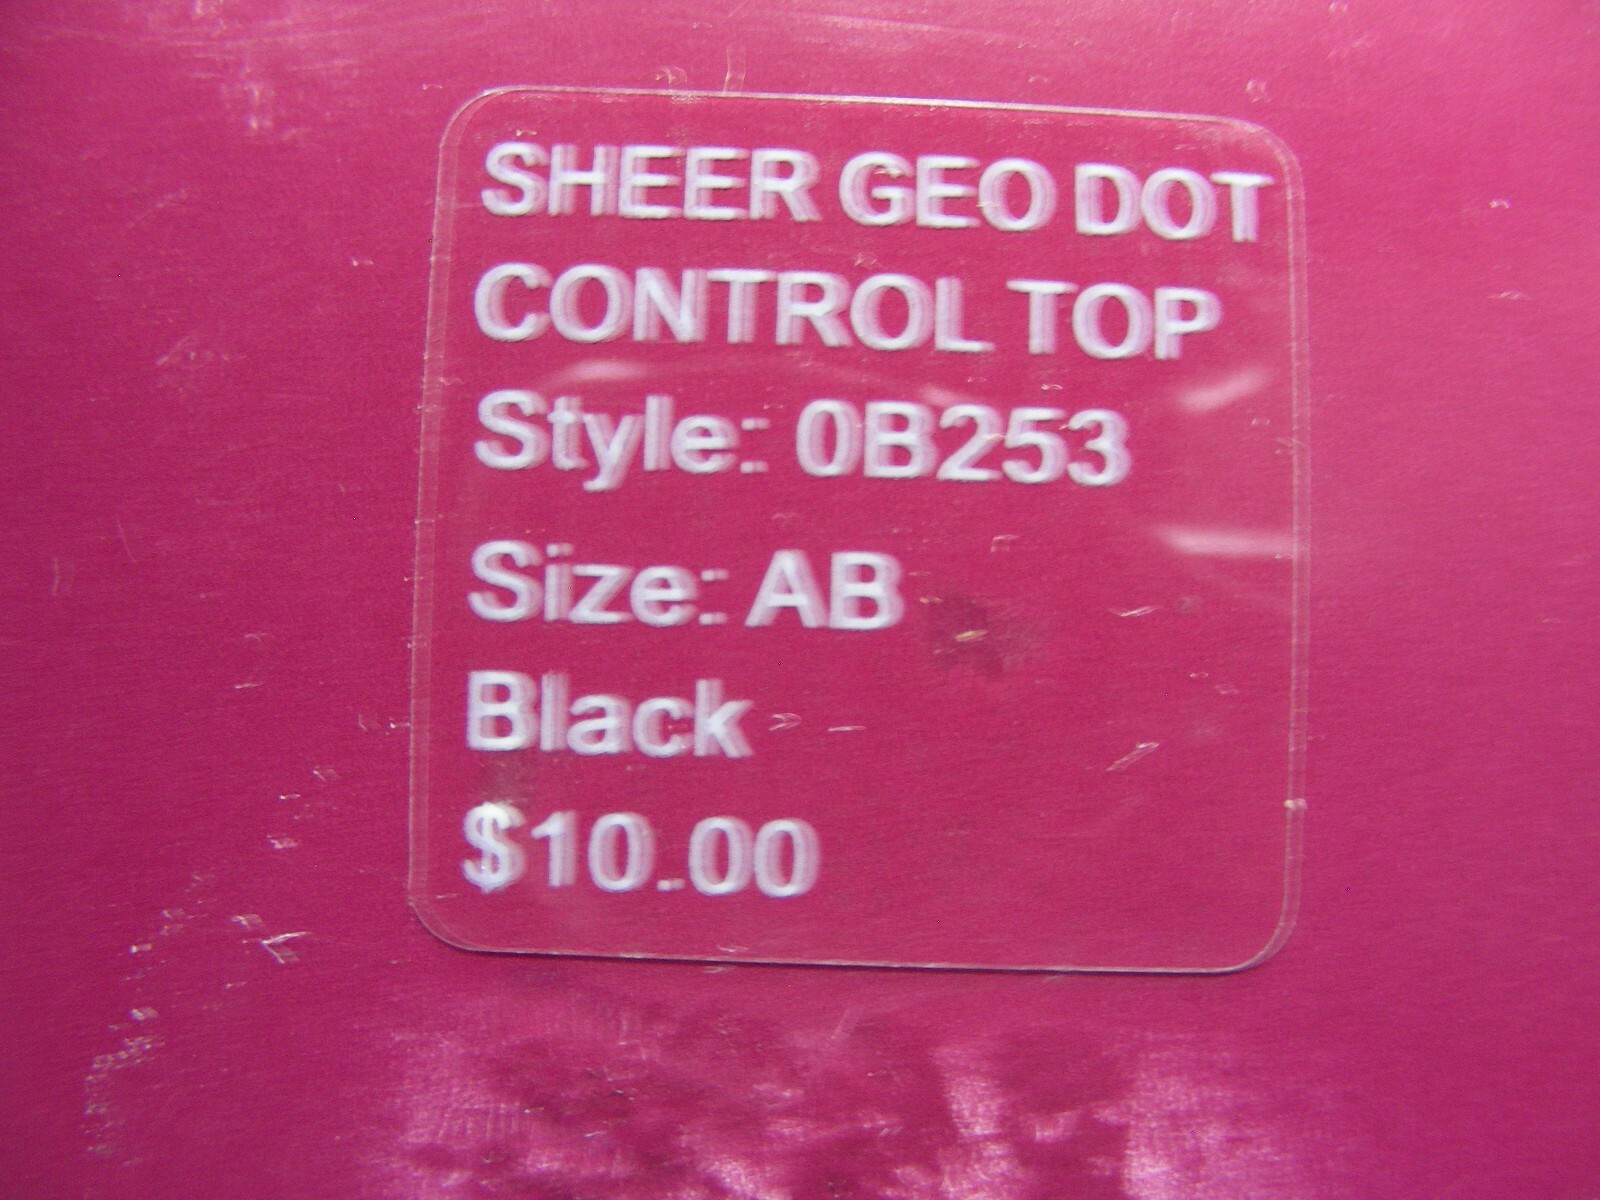 SHEER GEO DOT
CONTROL TOP
Style: 0B253
Size: AB
Black
$10.00